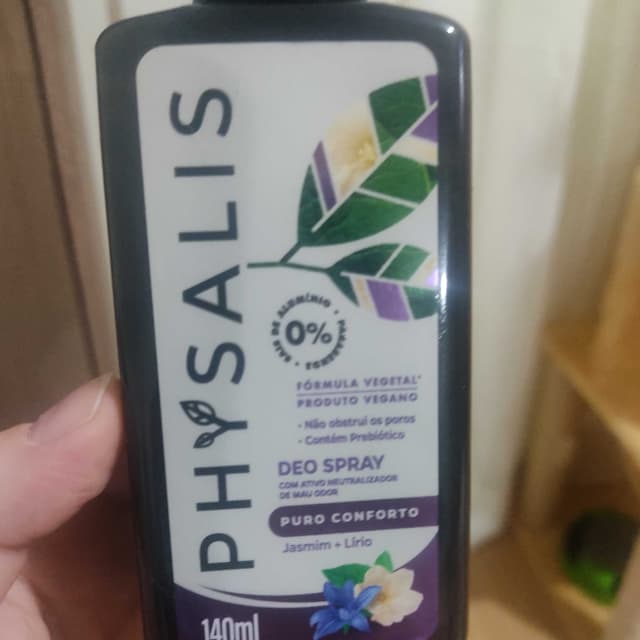 PHYSALIS
SAIS DE ALUMÍNIO • PARABENOS •
0%
FÓRMULA VEGETAL*
PRODUTO VEGANO
• Não obstrui os poros
• Contém Prebiótico
DEO SPRAY
COM ATIVO NEUTRALIZADOR
DE MAU ODOR
PURO CONFORTO
Jasmim + Lírio
140ml